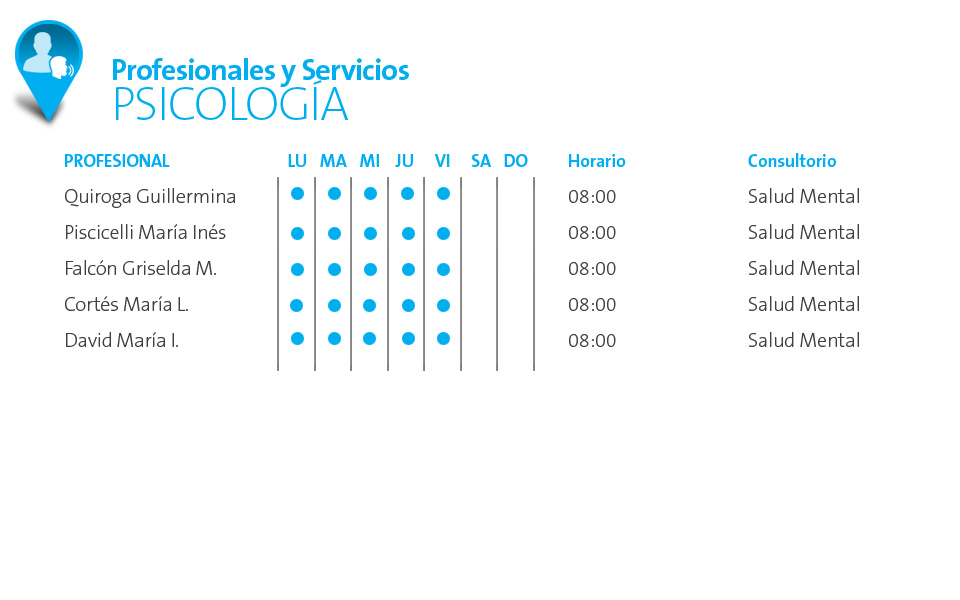 Profesionales y Servicios
PSICOLOGÍA
PROFESIONAL LU MA MI JU VI SA DO Horario Consultorio
Quiroga Guillermina 08:00 Salud Mental
Piscicelli María Inés 08:00 Salud Mental
Falcón Griselda M. 08:00 Salud Mental
Cortés María L. 08:00 Salud Mental
David María I. 08:00 Salud Mental